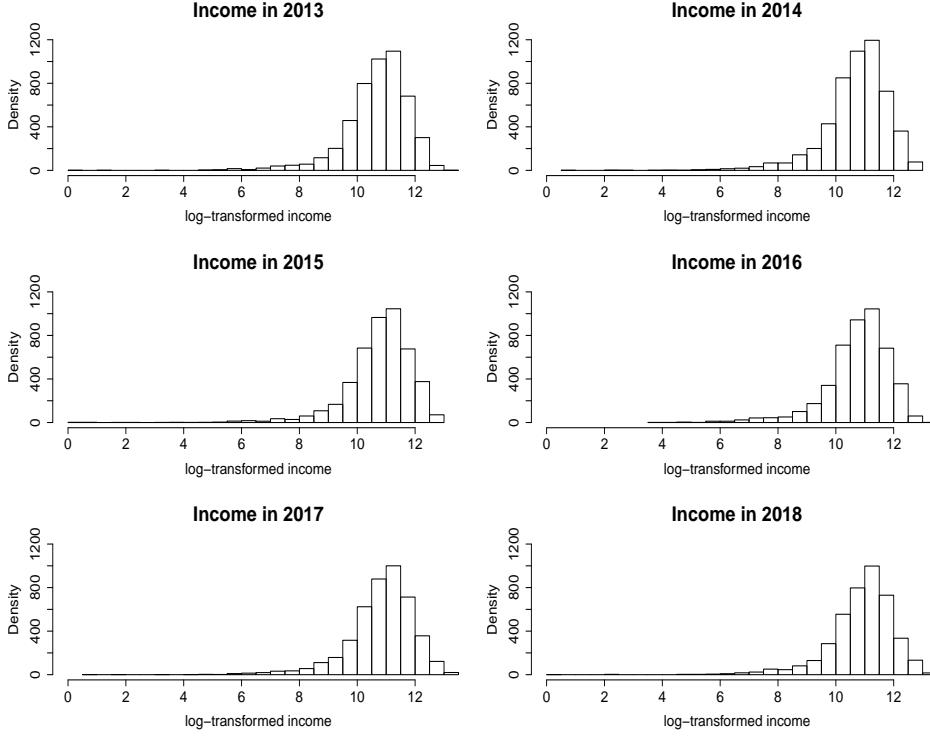 Income in 2013
Density
0 400 800 1200
0 2 4 6 8 10 12
log-transformed income
Income in 2014
Density
0 400 800 1200
0 2 4 6 8 10 12
log-transformed income
Income in 2015
Density
0 400 800 1200
0 2 4 6 8 10 12
log-transformed income
Income in 2016
Density
0 400 800 1200
0 2 4 6 8 10 12
log-transformed income
Income in 2017
Density
0 400 800 1200
0 2 4 6 8 10 12
log-transformed income
Income in 2018
Density
0 400 800 1200
0 2 4 6 8 10 12
log-transformed income